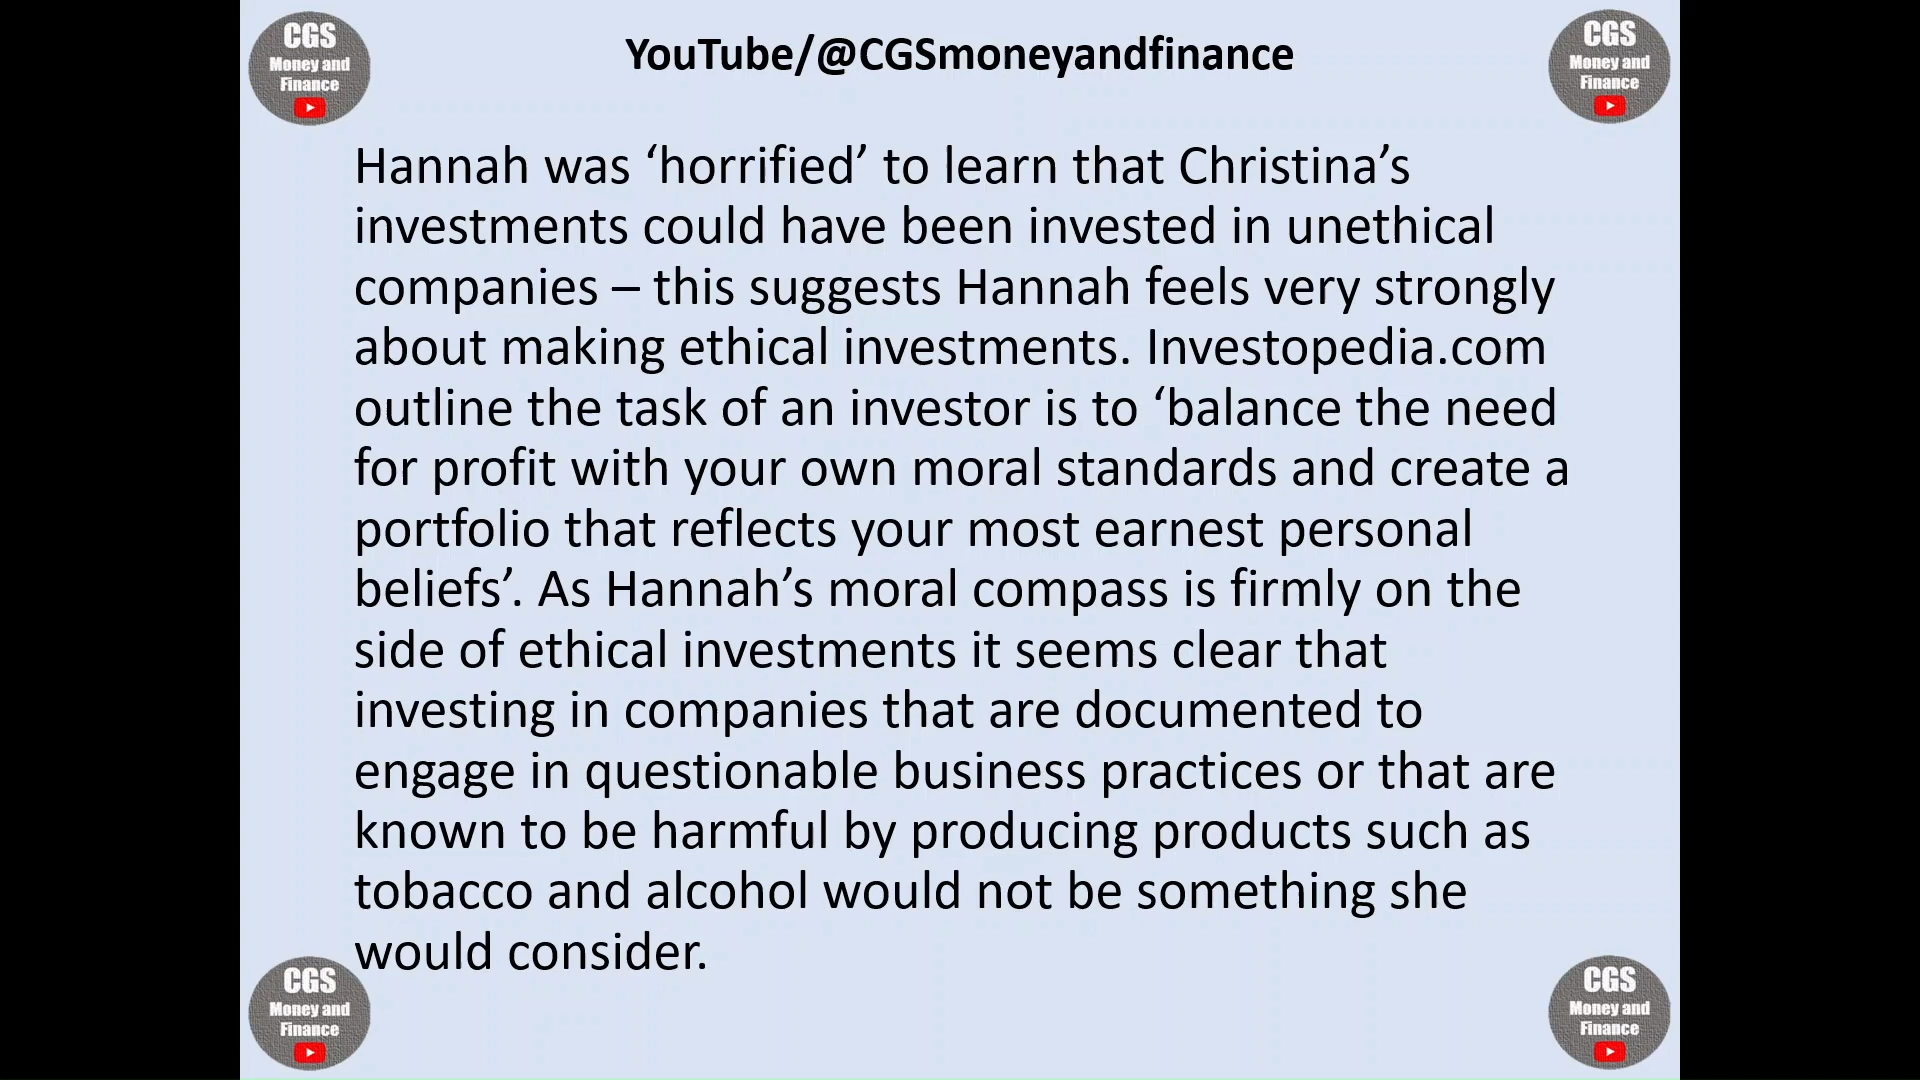 CGS
Money and
Finance
YouTube/@CGSmoneyandfinance
CGS
Money and
Finance
Hannah was ‘horrified’ to learn that Christina’s
investments could have been invested in unethical
companies – this suggests Hannah feels very strongly
about making ethical investments. Investopedia.com
outline the task of an investor is to ‘balance the need
for profit with your own moral standards and create a
portfolio that reflects your most earnest personal
beliefs’. As Hannah’s moral compass is firmly on the
side of ethical investments it seems clear that
investing in companies that are documented to
engage in questionable business practices or that are
known to be harmful by producing products such as
tobacco and alcohol would not be something she
would consider.
CGS
Money and
Finance
CGS
Money and
Finance